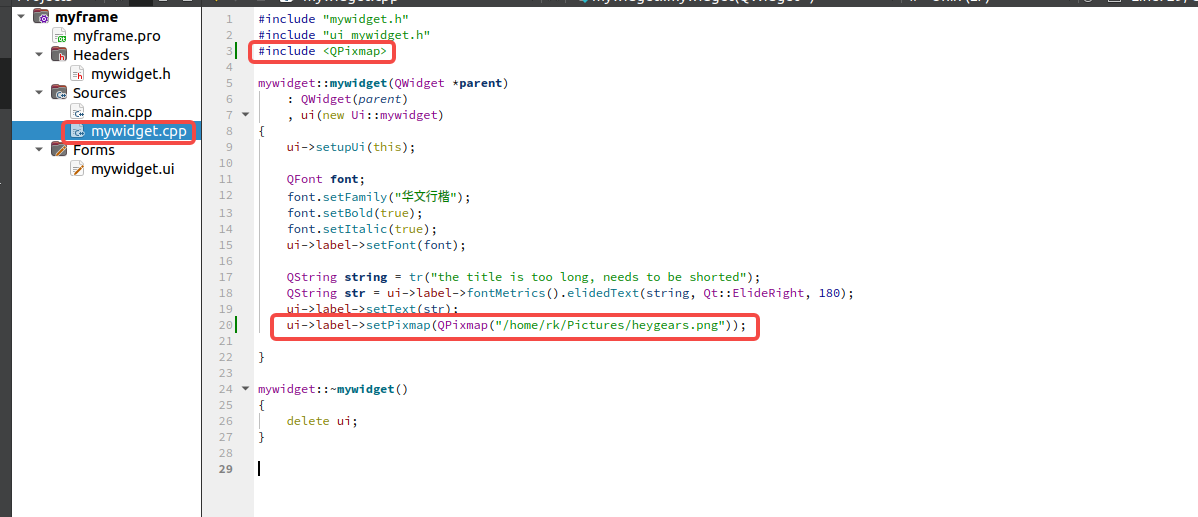 myframe
myframe.pro
Headers
mywidget.h
Sources
main.cpp
mywidget.cpp
Forms
mywidget.ui
1 #include "mywidget.h"
2 #include "ui_mywidget.h"
3 #include <QPixmap>
4
5 mywidget::mywidget(QWidget *parent)
6 : QWidget(parent)
7 , ui(new Ui::mywidget)
8 {
9 ui->setupUi(this);
10
11 QFont font;
12 font.setFamily("华文行楷");
13 font.setBold(true);
14 font.setItalic(true);
15 ui->label->setFont(font);
16
17 QString string = tr("the title is too long, needs to be shorted");
18 QString str = ui->label->fontMetrics().elidedText(string, Qt::ElideRight, 180);
19 ui->label->setText(str);
20 ui->label->setPixmap(QPixmap("/home/rk/Pictures/heygears.png"));
21
22 }
23
24 mywidget::~mywidget()
25 {
26 delete ui;
27 }
28
29